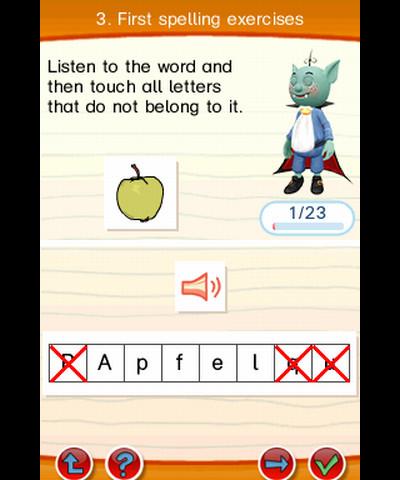 3. First spelling exercises
Listen to the word and
then touch all letters
that do not belong to it.
1/23
A p f e l
?